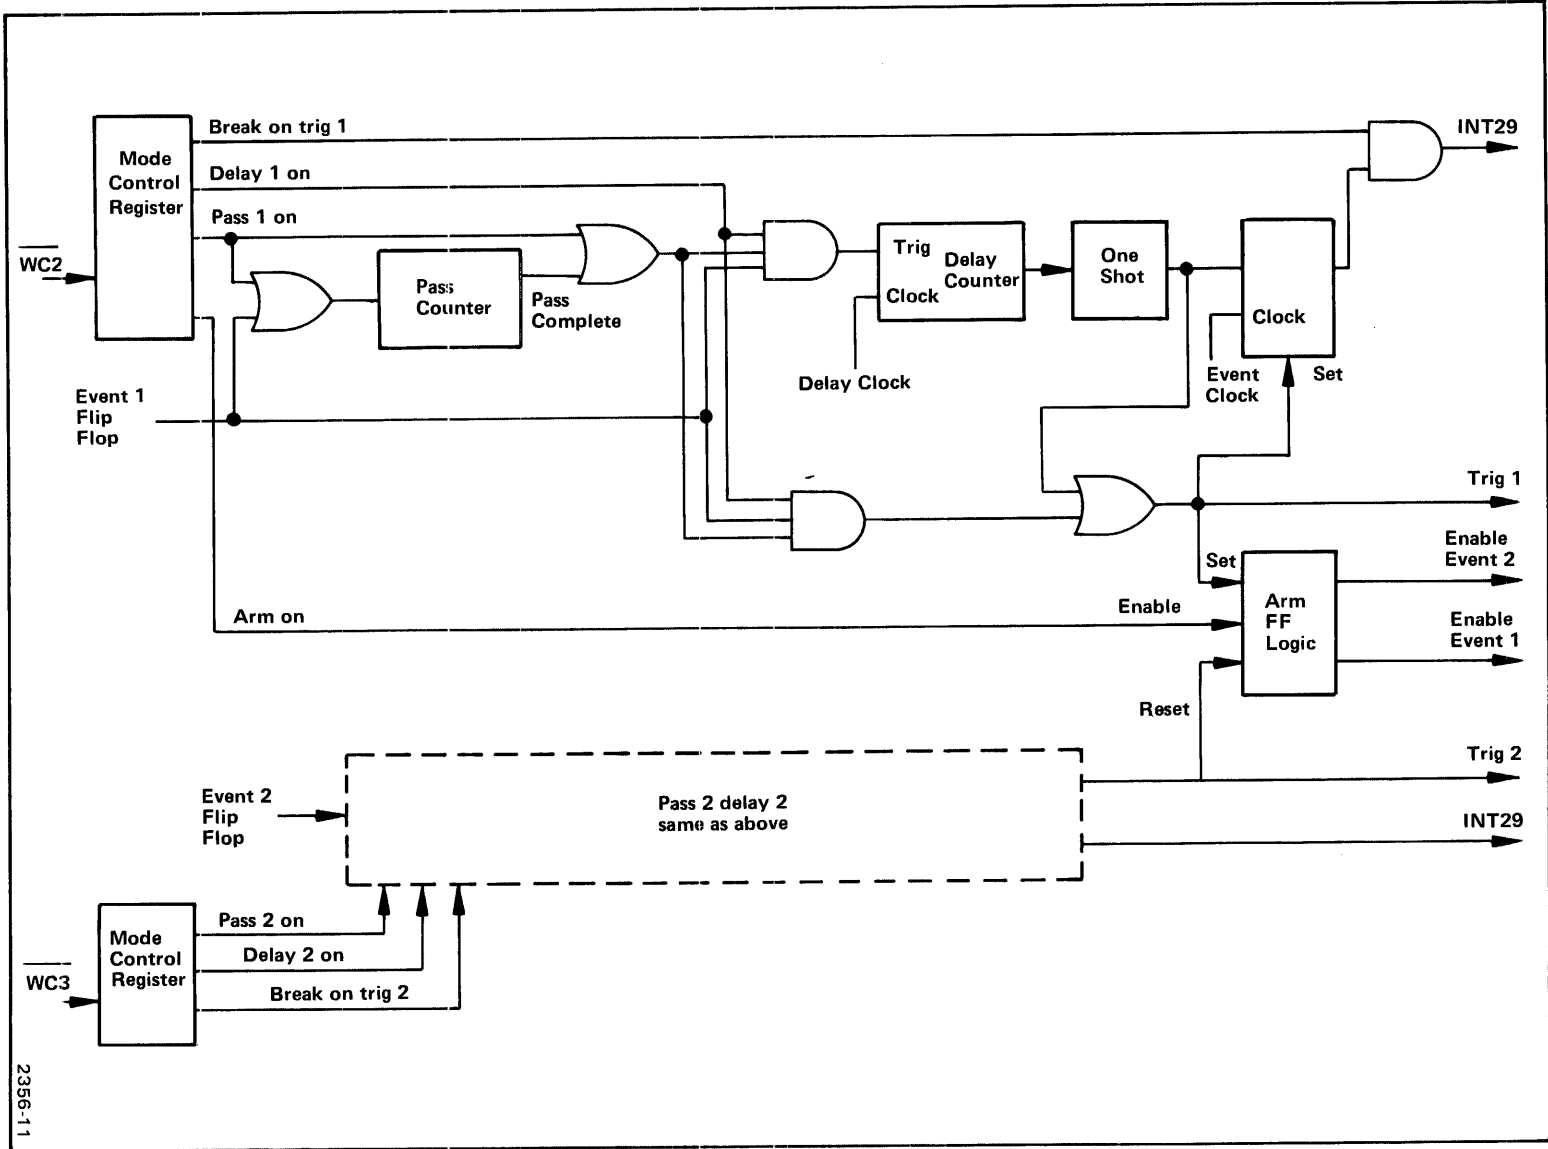 Break on trig 1
INT29
Mode
Control
Register
Delay 1 on
Pass 1 on
WC2
Pass
Counter
Pass
Complete
Trig
Delay
Counter
Clock
One
Shot
Clock
Delay Clock
Event
Clock
Set
Event 1
Flip
Flop
Trig 1
Enable
Event 2
Set
Arm
FF
Logic
Arm on
Enable
Enable
Event 1
Reset
Trig 2
Event 2
Flip
Flop
Pass 2 delay 2
same as above
INT29
Mode
Control
Register
Pass 2 on
Delay 2 on
Break on trig 2
WC3
2356-11